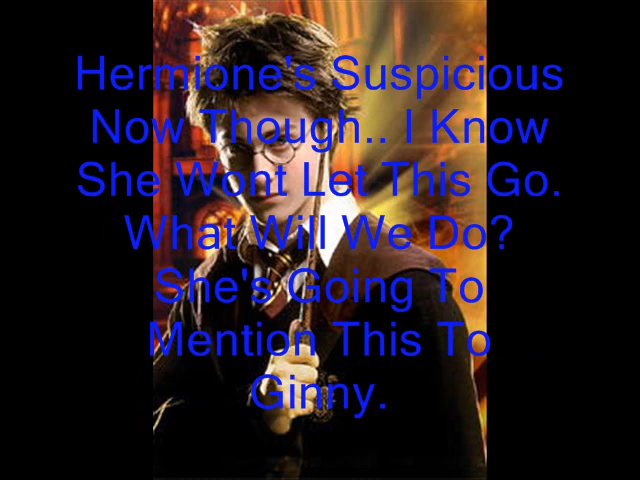 Hermione's Suspicious
Now Though.. I Know
She Wont Let This Go.
What Will We Do?
She's Going To
Mention This To
Ginny.